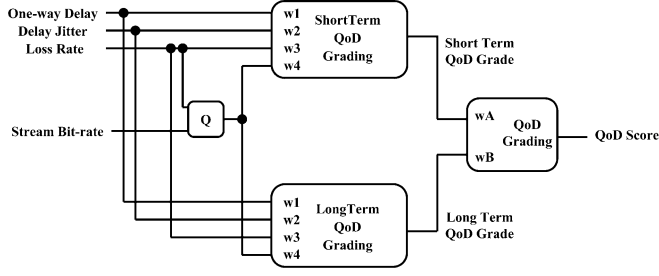 One-way Delay
Delay Jitter
Loss Rate
Stream Bit-rate
Q
w1
w2
w3
w4
ShortTerm
QoD
Grading
Short Term
QoD Grade
w1
w2
w3
w4
LongTerm
QoD
Grading
Long Term
QoD Grade
wA
wB
QoD
Grading
QoD Score